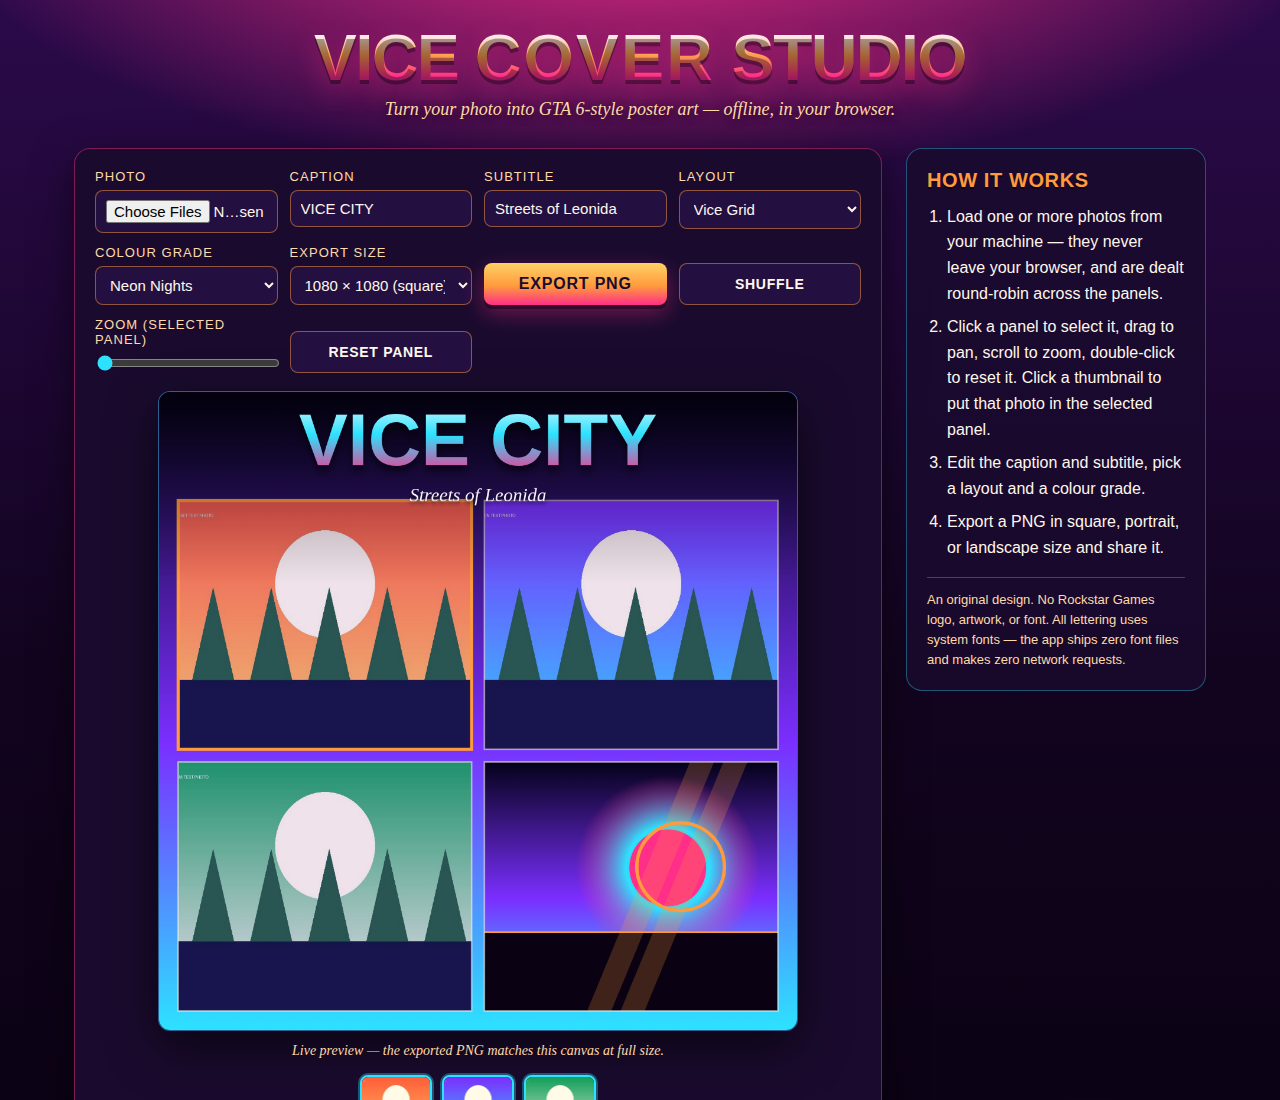 VICE COVER STUDIO
Turn your photo into GTA 6-style poster art — offline, in your browser.
PHOTO
CAPTION
SUBTITLE
LAYOUT
Choose Files N…sen
VICE CITY
Streets of Leonida
Vice Grid
COLOUR GRADE
EXPORT SIZE
Neon Nights
1080 × 1080 (square)
EXPORT PNG
SHUFFLE
ZOOM (SELECTED
PANEL)
RESET PANEL
VICE CITY
Streets of Leonida
Live preview — the exported PNG matches this canvas at full size.
HOW IT WORKS
1. Load one or more photos from
your machine — they never
leave your browser, and are dealt
round-robin across the panels.
2. Click a panel to select it, drag to
pan, scroll to zoom, double-click
to reset it. Click a thumbnail to
put that photo in the selected
panel.
3. Edit the caption and subtitle, pick
a layout and a colour grade.
4. Export a PNG in square, portrait,
or landscape size and share it.
An original design. No Rockstar Games
logo, artwork, or font. All lettering uses
system fonts — the app ships zero font files
and makes zero network requests.